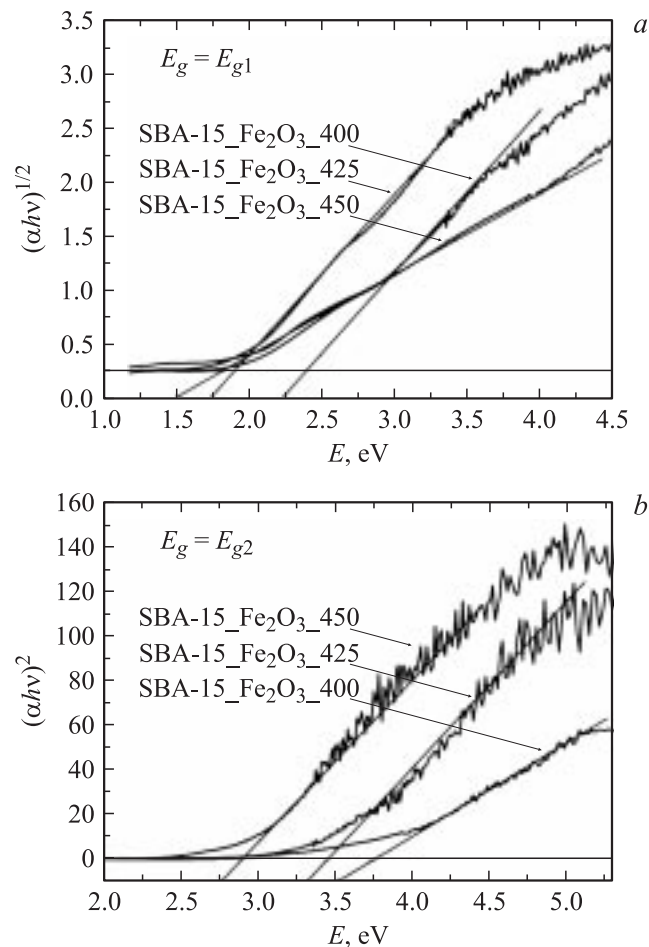 a
E_g = E_g1
SBA-15_Fe₂O₃_400
SBA-15_Fe₂O₃_425
SBA-15_Fe₂O₃_450
(αhν)^1/2
3.5
3.0
2.5
2.0
1.5
1.0
0.5
0.0
1.0 1.5 2.0 2.5 3.0 3.5 4.0 4.5
E, eV
b
E_g = E_g2
SBA-15_Fe₂O₃_450
SBA-15_Fe₂O₃_425
SBA-15_Fe₂O₃_400
(αhν)²
160
140
120
100
80
60
40
20
0
2.0 2.5 3.0 3.5 4.0 4.5 5.0
E, eV